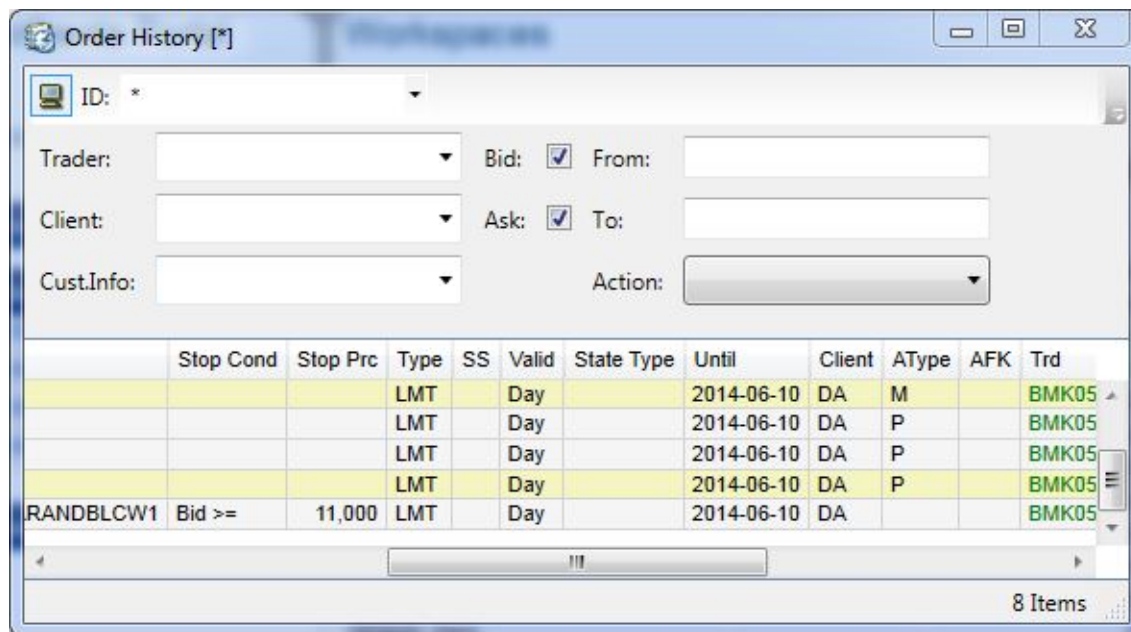 Order History [*]
Workspaces
ID: *
Trader: Bid: From:
Client: Ask: To:
Cust.Info: Action:
Stop Cond Stop Prc Type SS Valid State Type Until Client AType AFK Trd
LMT Day 2014-06-10 DA M BMK05
LMT Day 2014-06-10 DA P BMK05
LMT Day 2014-06-10 DA P BMK05
LMT Day 2014-06-10 DA P BMK05
RANDBLCW1 Bid >= 11,000 LMT Day 2014-06-10 DA BMK05
8 Items